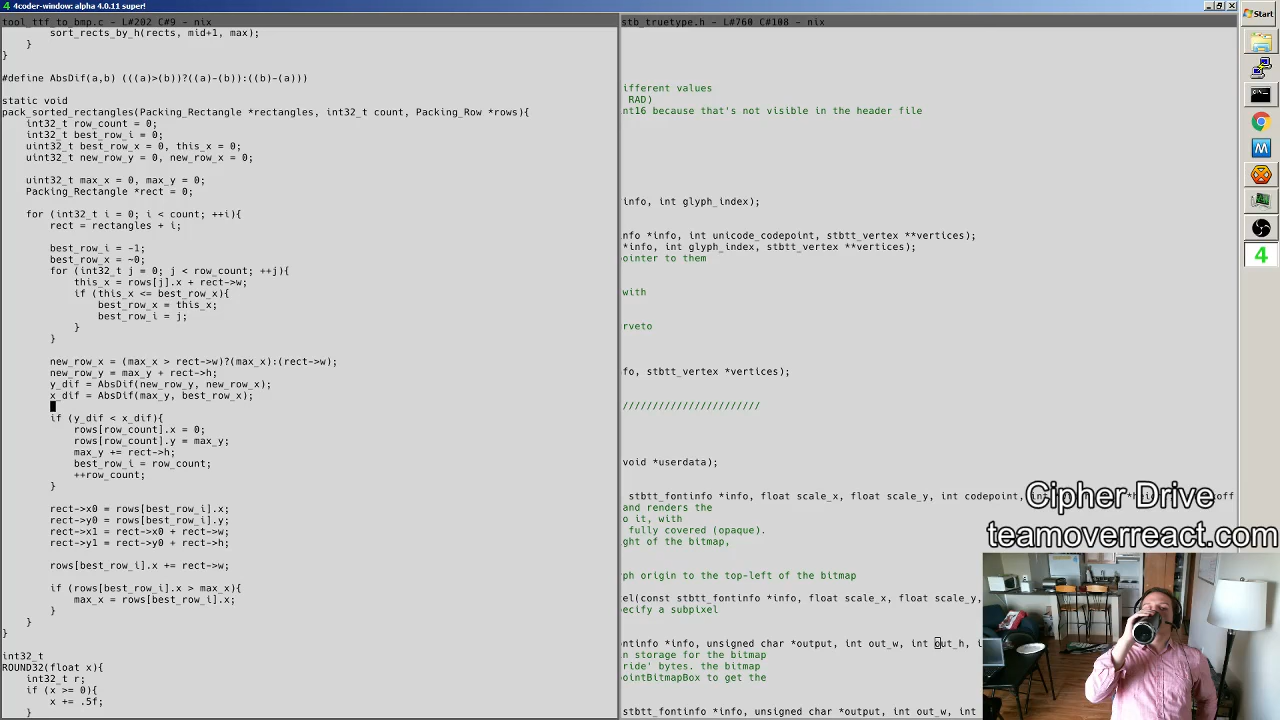 4coder-window: alpha 4.0.11 super!
Start
tool_ttf_to_bmp.c - L#202 C#9 - nix
sort_rects_by_h(rects, mid+1, max);
}
}
#define AbsDif(a,b) (((a)>(b))?((a)-(b)):((b)-(a)))
static void
pack_sorted_rectangles(Packing_Rectangle *rectangles, int32_t count, Packing_Row *rows){
int32_t row_count = 0;
int32_t best_row_i = 0;
uint32_t best_row_x = 0, this_x = 0;
uint32_t new_row_y = 0, new_row_x = 0;
uint32_t max_x = 0, max_y = 0;
Packing_Rectangle *rect = 0;
for (int32_t i = 0; i < count; ++i){
rect = rectangles + i;
best_row_i = -1;
best_row_x = ~0;
for (int32_t j = 0; j < row_count; ++j){
this_x = rows[j].x + rect->w;
if (this_x <= best_row_x){
best_row_x = this_x;
best_row_i = j;
}
}
new_row_x = (max_x > rect->w)?(max_x):(rect->w);
new_row_y = max_y + rect->h;
y_dif = AbsDif(new_row_y, new_row_x);
x_dif = AbsDif(max_y, best_row_x);
if (y_dif < x_dif){
rows[row_count].x = 0;
rows[row_count].y = max_y;
max_y += rect->h;
best_row_i = row_count;
++row_count;
}
rect->x0 = rows[best_row_i].x;
rect->y0 = rows[best_row_i].y;
rect->x1 = rect->x0 + rect->w;
rect->y1 = rect->y0 + rect->h;
rows[best_row_i].x += rect->w;
if (rows[best_row_i].x > max_x){
max_x = rows[best_row_i].x;
}
}
}
int32_t
ROUND32(float x){
int32_t r;
if (x >= 0){
x += .5f;
}
stb_truetype.h - L#760 C#108 - nix
ifferent values
RAD)
nt16 because that's not visible in the header file
info, int glyph_index);
nfo *info, int unicode_codepoint, stbtt_vertex **vertices);
*info, int glyph_index, stbtt_vertex **vertices);
pointer to them
with
rveto
fo, stbtt_vertex *vertices);
///////////////////////
void *userdata);
stbtt_fontinfo *info, float scale_x, float scale_y, int codepoint,
and renders the
o it, with
fully covered (opaque).
ght of the bitmap,
ph origin to the top-left of the bitmap
el(const stbtt_fontinfo *info, float scale_x, float scale_y,
ecify a subpixel
ontinfo *info, unsigned char *output, int out_w, int out_h, i
n storage for the bitmap
ride' bytes. the bitmap
pointBitmapBox to get the
stbtt_fontinfo *info, unsigned char *output, int out_w, int
Cipher Drive
teamoverreact.com
M
4